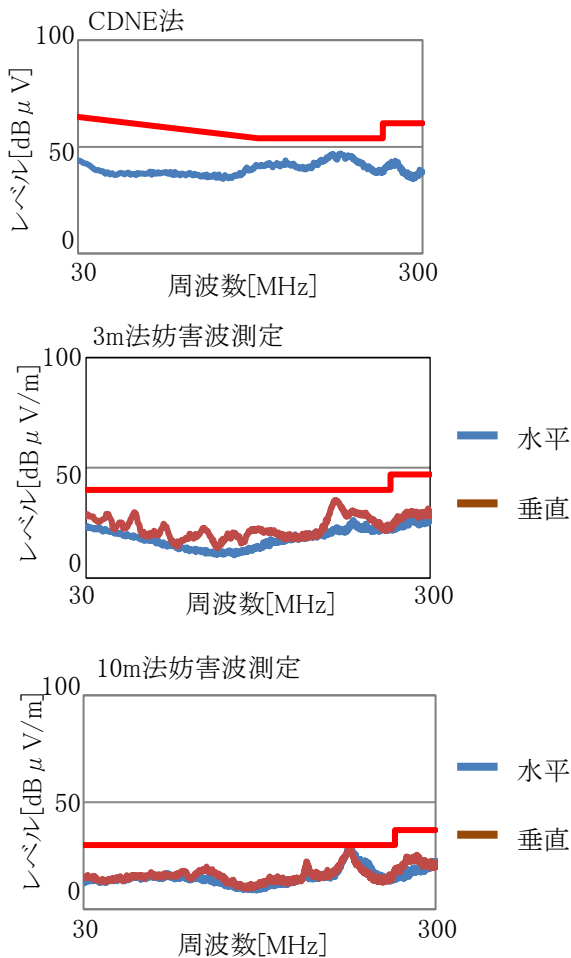 CDNE法
100
レベル[dBμV]
50
0
30
300
周波数[MHz]
3m法妨害波測定
100
レベル[dBμV/m]
50
0
30
300
周波数[MHz]
水平
垂直
10m法妨害波測定
100
レベル[dBμV/m]
50
0
30
300
周波数[MHz]
水平
垂直